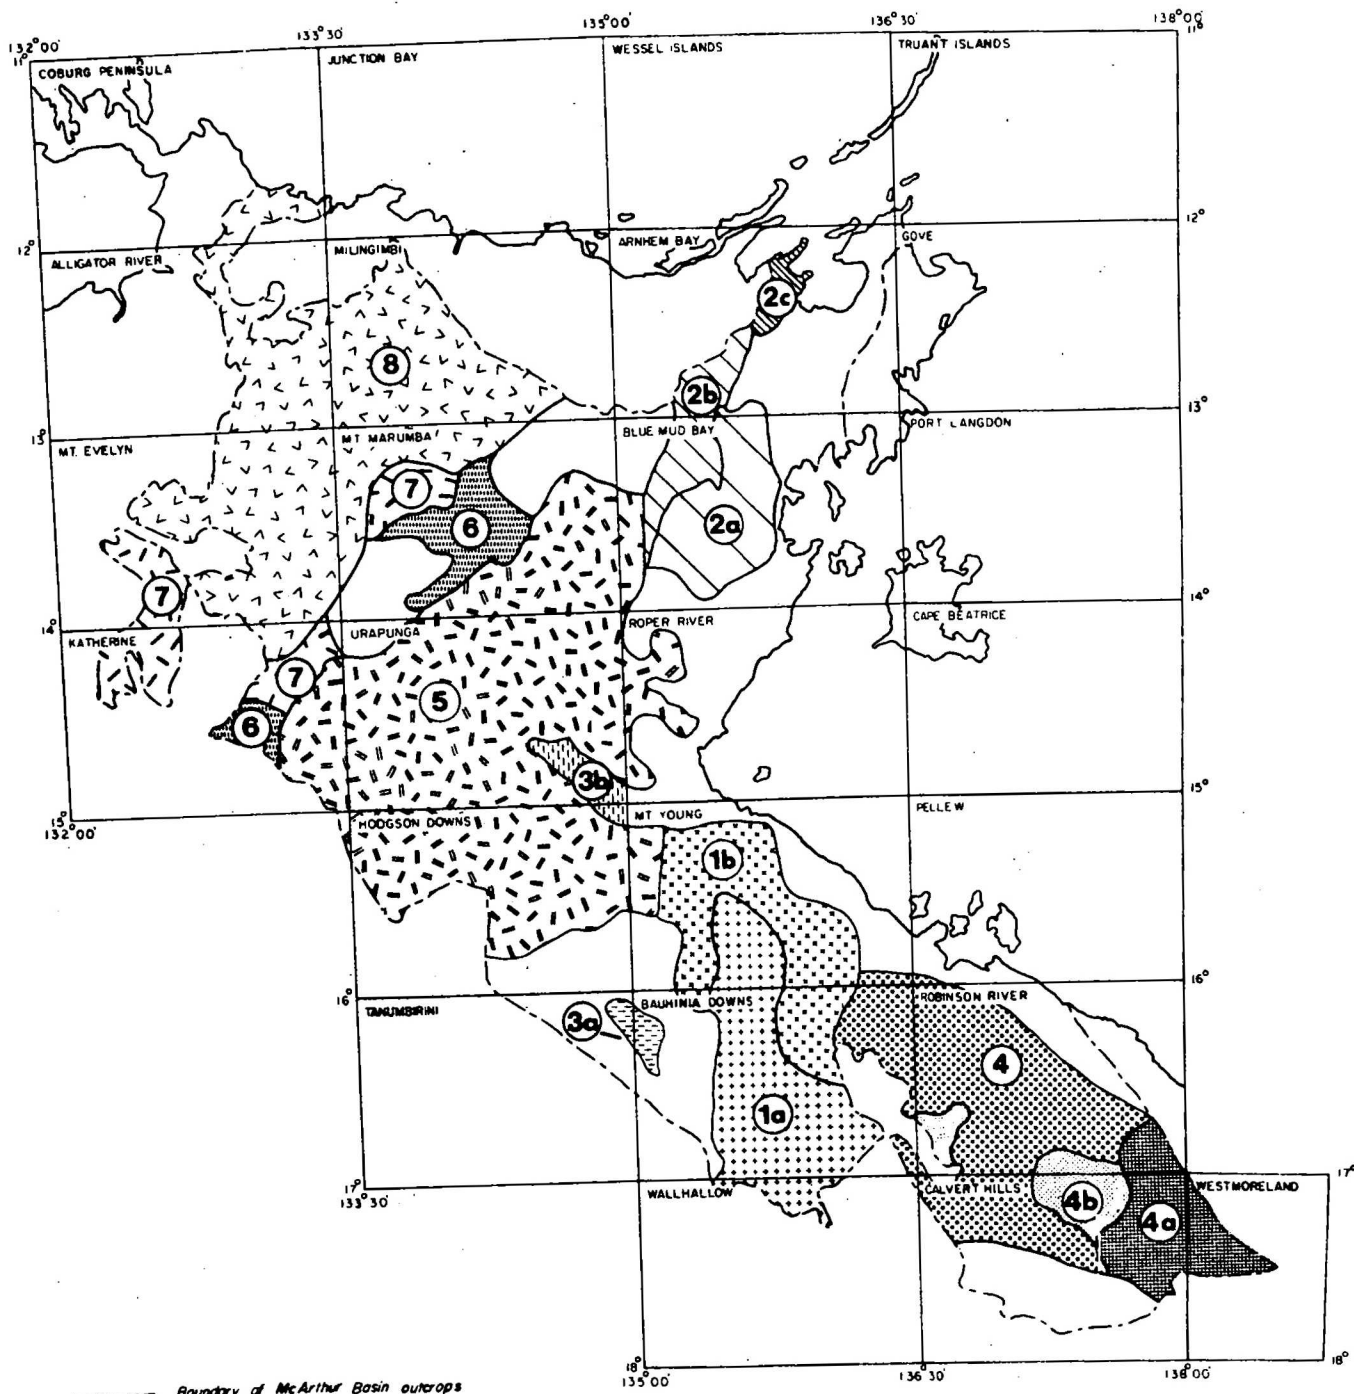 132°00' 133°30' 135°00' 136°30' 138°00'
11° 11°
COBURG PENINSULA JUNCTION BAY WESSEL ISLANDS TRUANT ISLANDS
12° 12°
ALLIGATOR RIVER MILINGIMBI ARNHEM BAY GOVE
2c
8
2b
13° 13°
MT. EVELYN MT MARUMBA BLUE MUD BAY PORT LANGDON
7
6 2a
7
14° 14°
KATHERINE URAPUNGA ROPER RIVER CAPE BEATRICE
7
5
6
3b
15° 15°
132°00' HODGSON DOWNS MT YOUNG PELLEW
1b
16° 16°
TANUMBIRINI BAUHINIA DOWNS ROBINSON RIVER
3a
4
1a
17° 17°
133°30' WALLHALLOW CALVERT HILLS WESTMORELAND
4b
4a
18° 18°
135°00' 136°30' 138°00'
Boundary of McArthur Basin outcrops